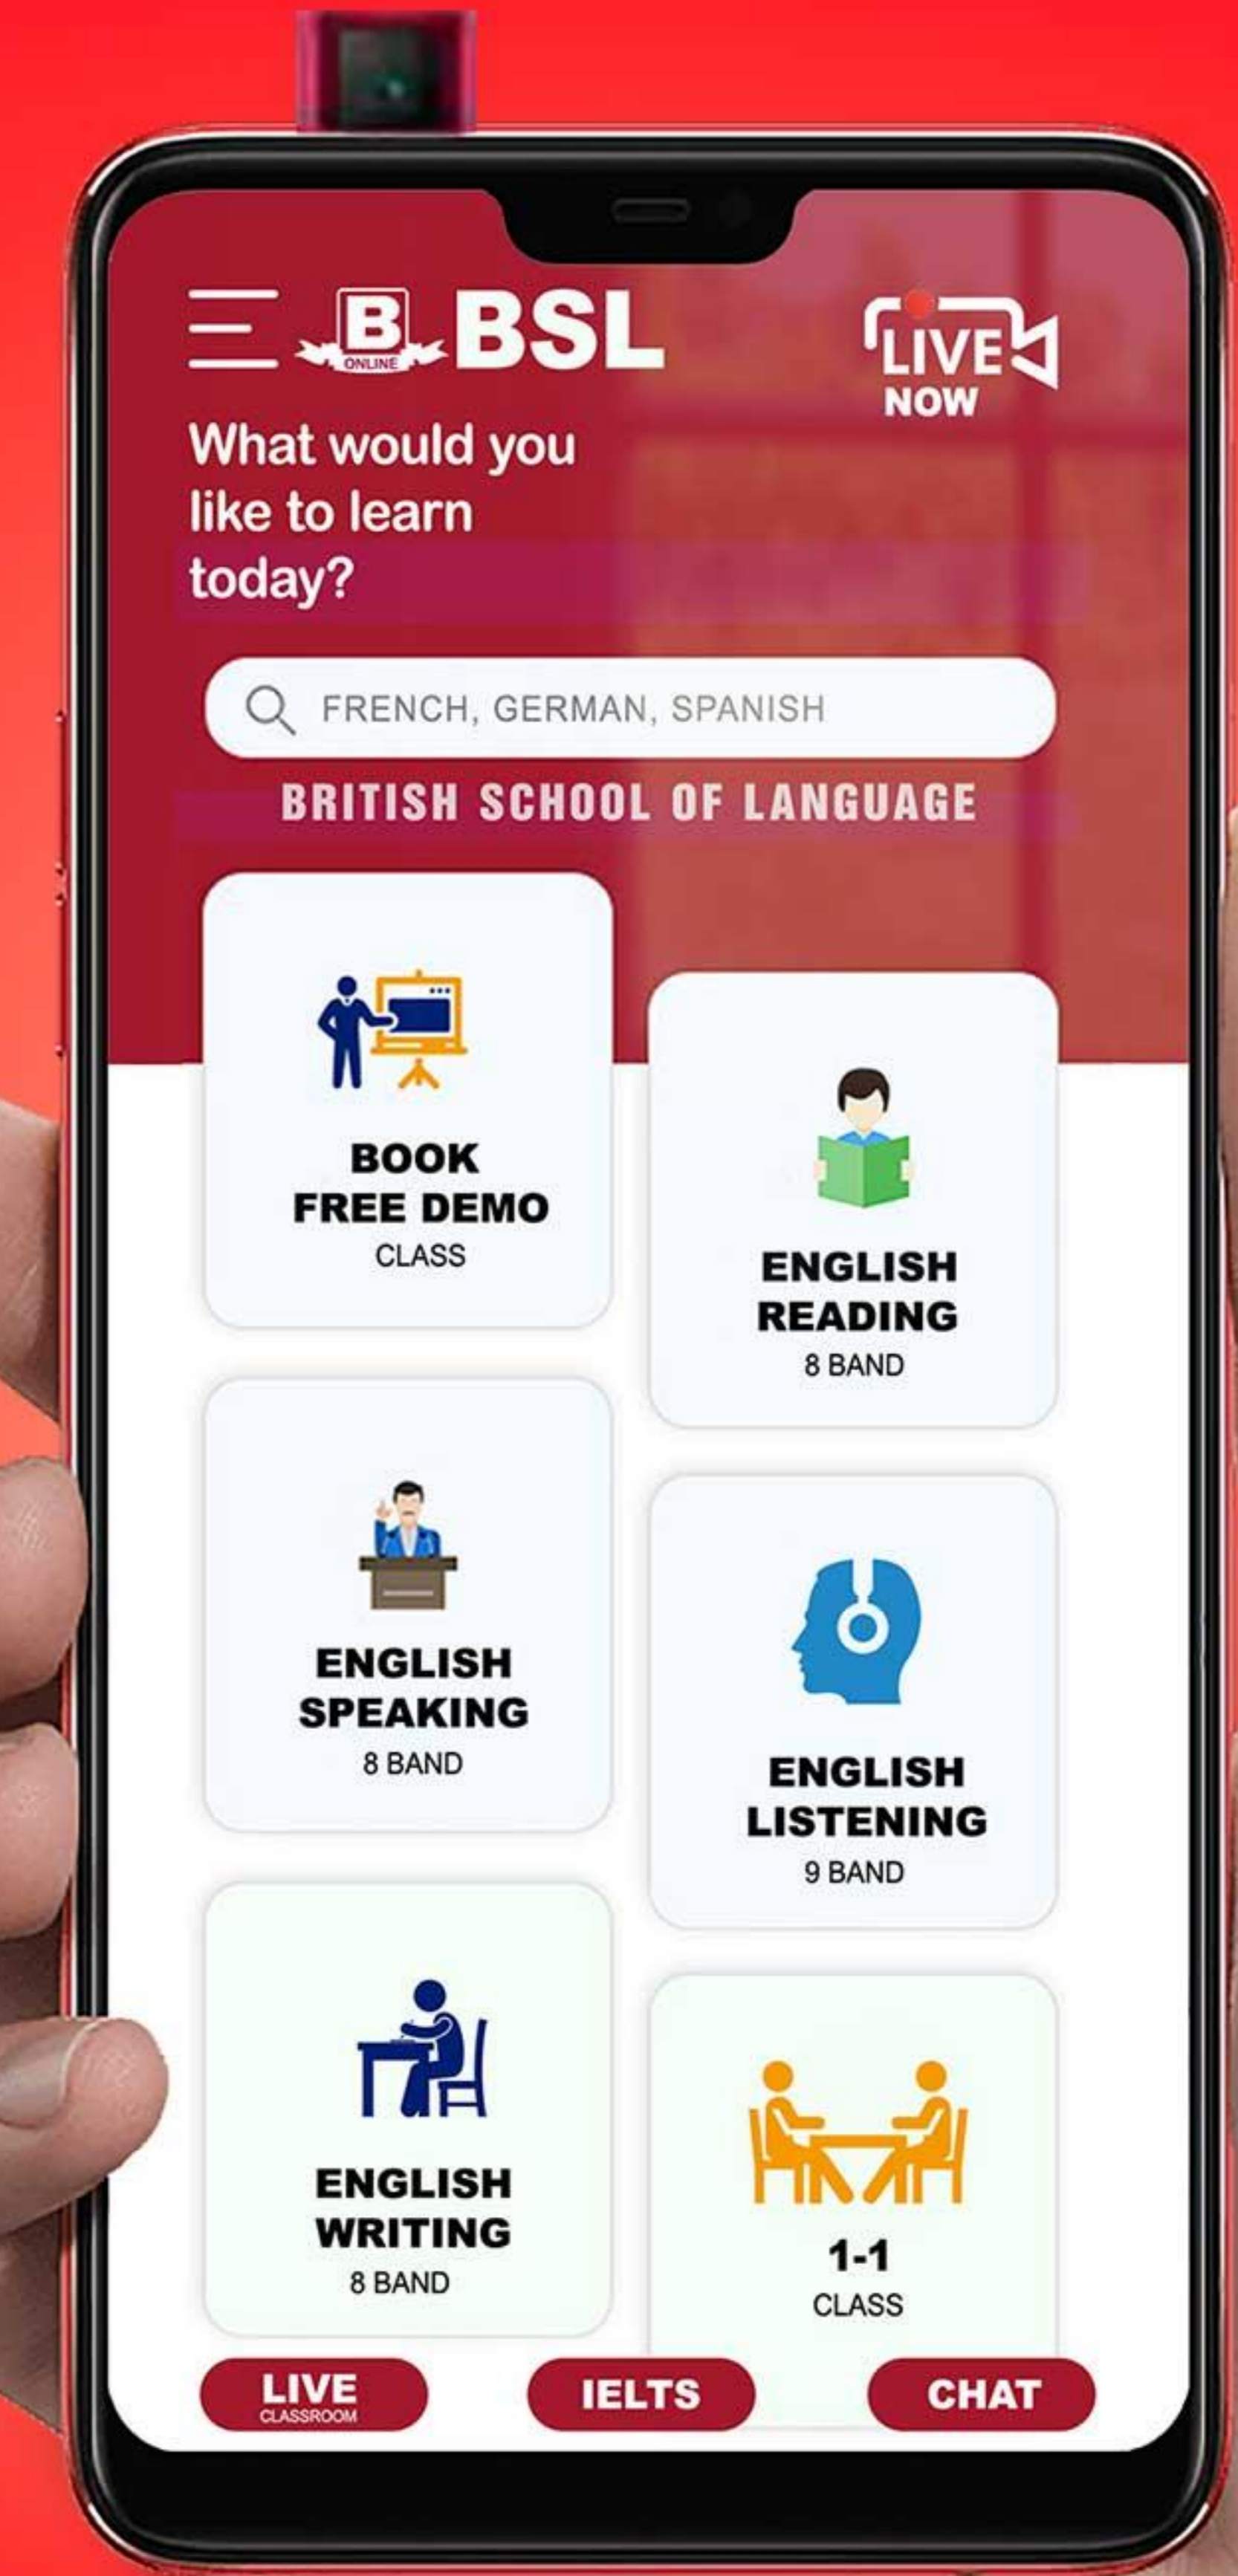 B
ONLINE
BSL
LIVE
NOW
What would you
like to learn
today?
FRENCH, GERMAN, SPANISH
BRITISH SCHOOL OF LANGUAGE
BOOK
FREE DEMO
CLASS
ENGLISH
READING
8 BAND
ENGLISH
SPEAKING
8 BAND
ENGLISH
LISTENING
9 BAND
ENGLISH
WRITING
8 BAND
1-1
CLASS
LIVE
CLASSROOM
IELTS
CHAT